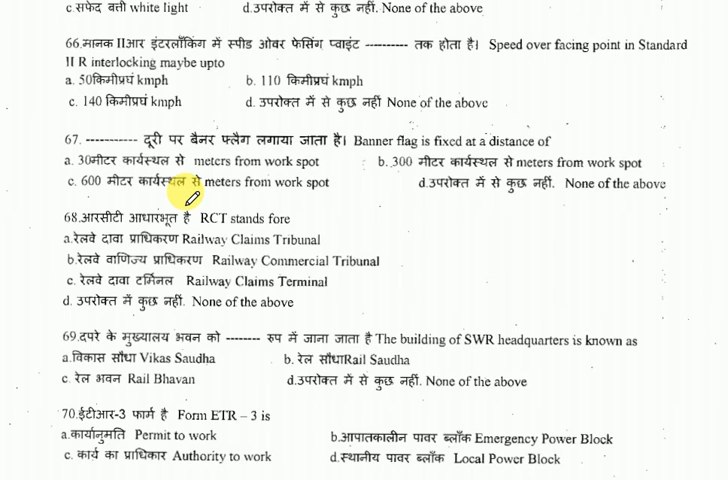 c.सफेद बत्ती white light d.उपरोक्त में से कुछ नहीं. None of the above
66.मानक IIआर इंटरलॉकिंग में स्पीड ओवर फेसिंग प्वाइंट ---------- तक होता है। Speed over facing point in Standard
II R interlocking maybe upto
a. 50किमीप्रघं kmph b. 110 किमीप्रघं kmph
c. 140 किमीप्रघं kmph d. उपरोक्त में से कुछ नहीं None of the above
67. ----------- दूरी पर बैनर फ्लैग लगाया जाता है। Banner flag is fixed at a distance of
a. 30मीटर कार्यस्थल से meters from work spot b. 300 मीटर कार्यस्थल से meters from work spot
c. 600 मीटर कार्यस्थल से meters from work spot d.उपरोक्त में से कुछ नहीं. None of the above
68.आरसीटी आधारभूत है RCT stands fore
a.रेलवे दावा प्राधिकरण Railway Claims Tribunal
b.रेलवे वाणिज्य प्राधिकरण Railway Commercial Tribunal
c. रेलवे दावा टर्मिनल Railway Claims Terminal
d. उपरोक्त में कुछ नहीं. None of the above
69.दपरे के मुख्यालय भवन को -------- रुप में जाना जाता है The building of SWR headquarters is known as
a.विकास सौधा Vikas Saudha b. रेल सौधाRail Saudha
c. रेल भवन Rail Bhavan d.उपरोक्त में से कुछ नहीं. None of the above
70.ईटीआर-3 फार्म है Form ETR – 3 is
a.कार्यानुमति Permit to work b.आपातकालीन पावर ब्लॉक Emergency Power Block
c. कार्य का प्राधिकार Authority to work d.स्थानीय पावर ब्लॉक Local Power Block